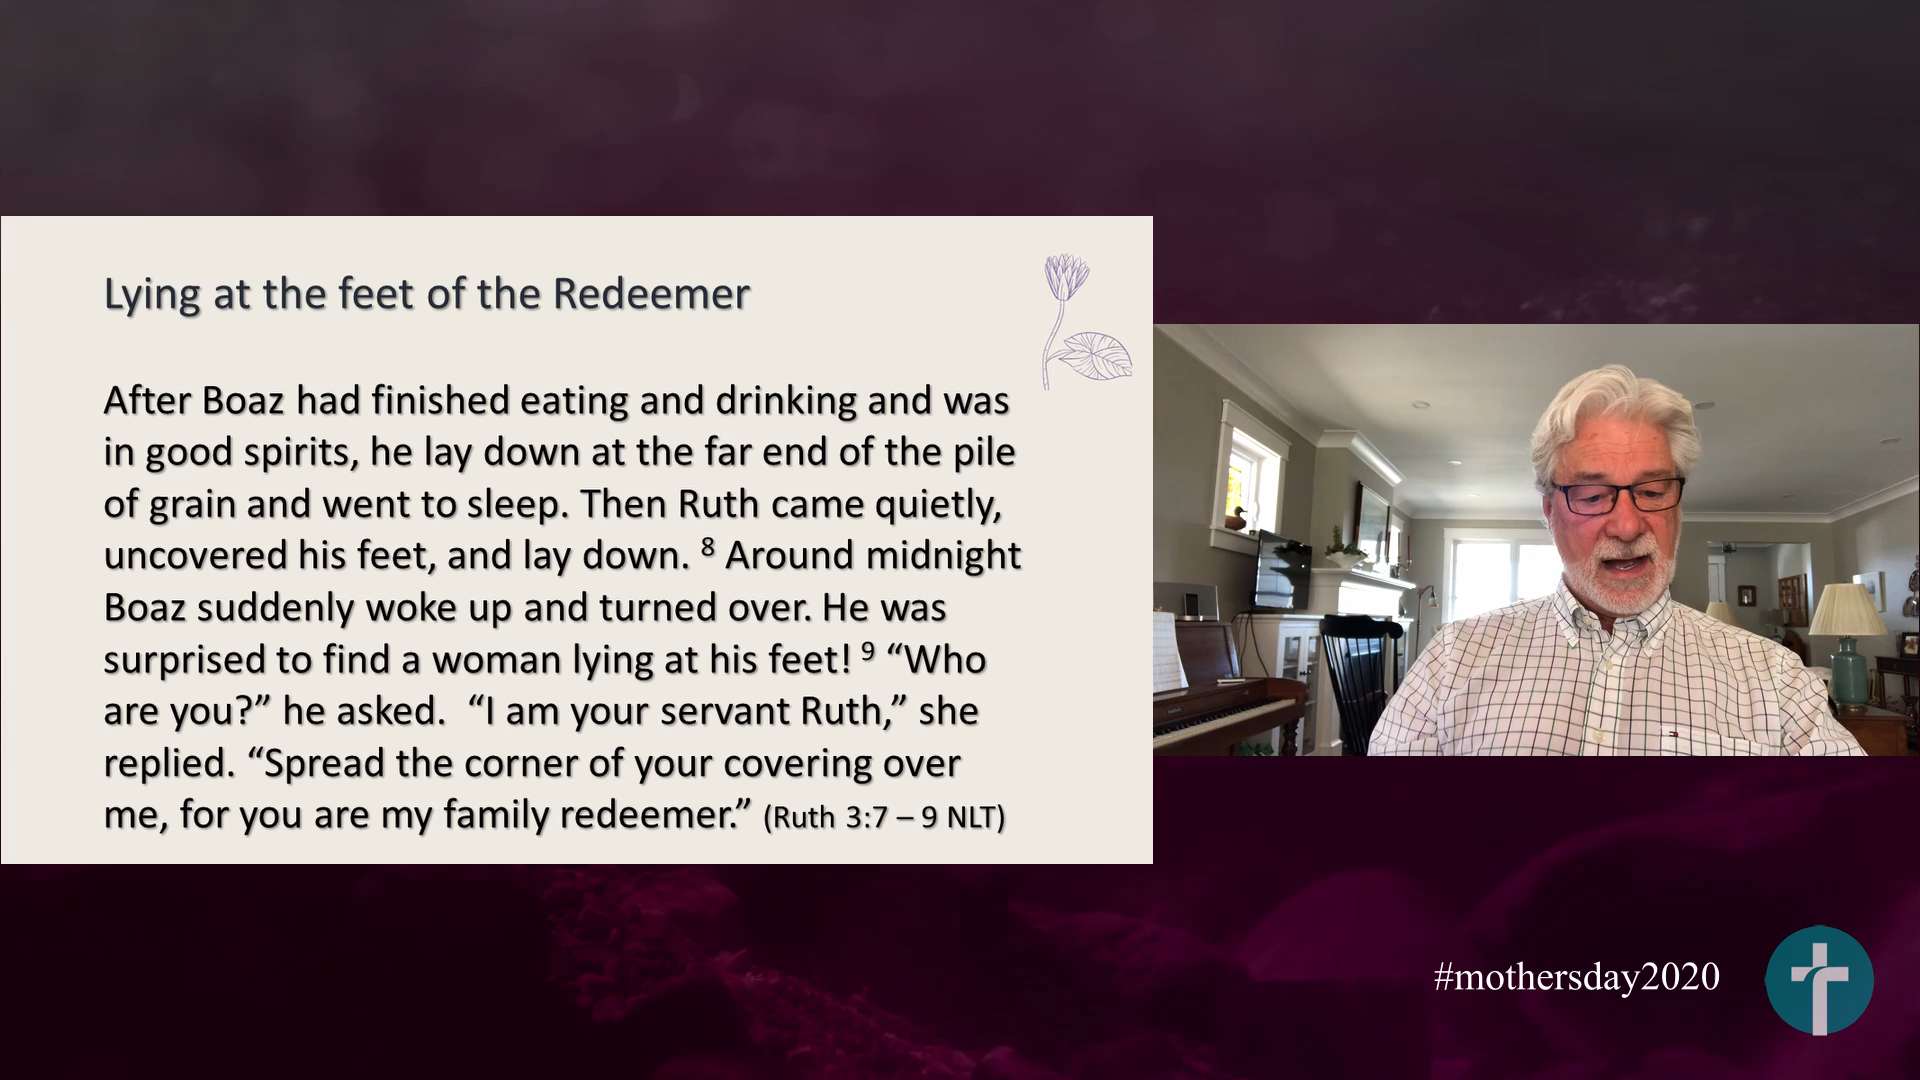 Lying at the feet of the Redeemer
After Boaz had finished eating and drinking and was
in good spirits, he lay down at the far end of the pile
of grain and went to sleep. Then Ruth came quietly,
uncovered his feet, and lay down. ⁸ Around midnight
Boaz suddenly woke up and turned over. He was
surprised to find a woman lying at his feet! ⁹ “Who
are you?” he asked.  “I am your servant Ruth,” she
replied. “Spread the corner of your covering over
me, for you are my family redeemer.” (Ruth 3:7 – 9 NLT)
#mothersday2020